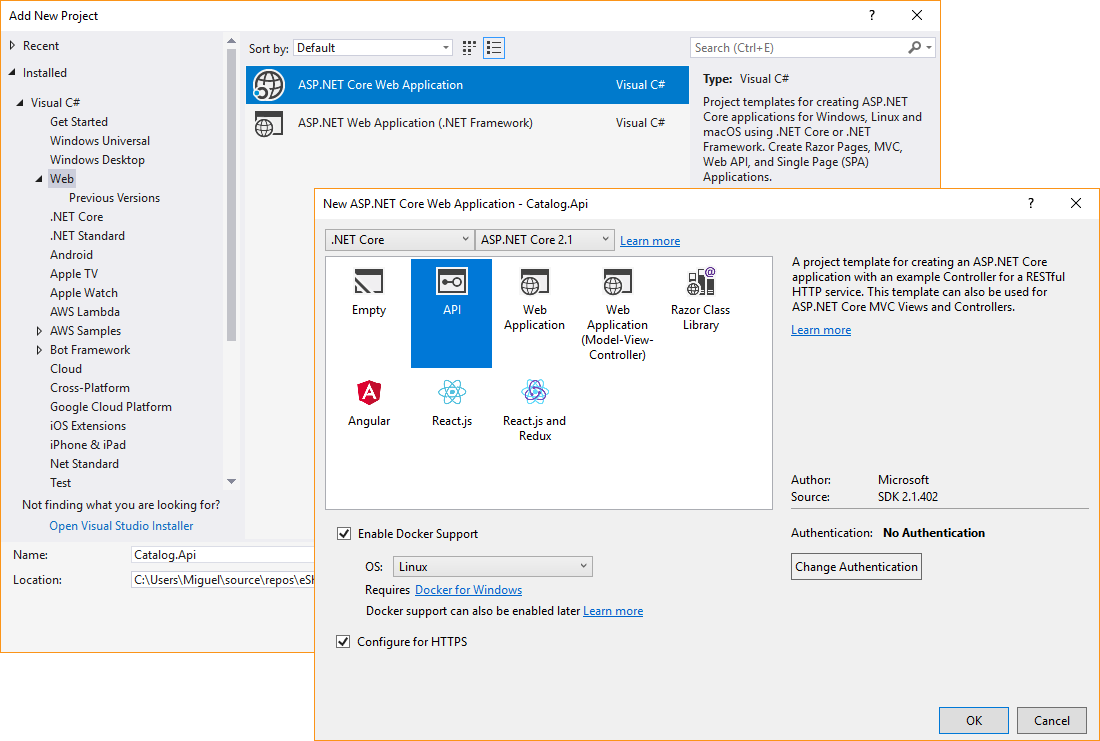 Add New Project
?
Recent
Installed
Visual C#
Get Started
Windows Universal
Windows Desktop
Web
Previous Versions
.NET Core
.NET Standard
Android
Apple TV
Apple Watch
AWS Lambda
AWS Samples
Bot Framework
Cloud
Cross-Platform
Google Cloud Platform
iOS Extensions
iPhone & iPad
Net Standard
Test
Not finding what you are looking for?
Open Visual Studio Installer
Sort by: Default
ASP.NET Core Web Application Visual C#
ASP.NET Web Application (.NET Framework) Visual C#
Search (Ctrl+E)
Type: Visual C#
Project templates for creating ASP.NET
Core applications for Windows, Linux and
macOS using .NET Core or .NET
Framework. Create Razor Pages, MVC,
Web API, and Single Page (SPA)
Applications.
Name: Catalog.Api
Location: C:\Users\Miguel\source\repos\eSh
New ASP.NET Core Web Application - Catalog.Api
?
.NET Core ASP.NET Core 2.1 Learn more
Empty
API
Web
Application
Web
Application
(Model-View-
Controller)
Razor Class
Library
Angular
React.js
React.js and
Redux
A project template for creating an ASP.NET Core
application with an example Controller for a RESTful
HTTP service. This template can also be used for
ASP.NET Core MVC Views and Controllers.
Learn more
Author: Microsoft
Source: SDK 2.1.402
Authentication: No Authentication
Change Authentication
Enable Docker Support
OS: Linux
Requires Docker for Windows
Docker support can also be enabled later Learn more
Configure for HTTPS
OK
Cancel